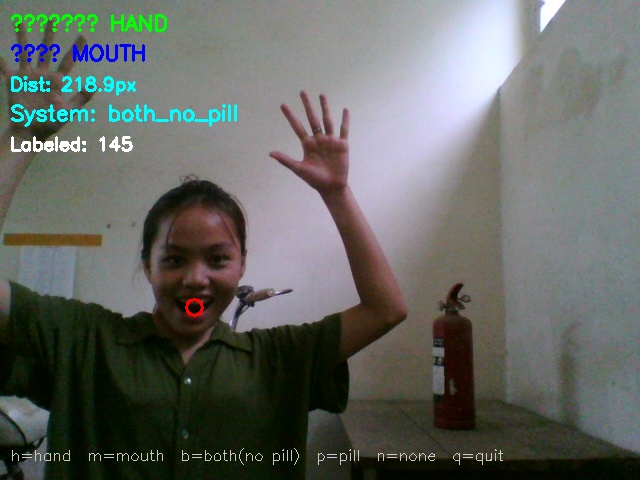 ??????? HAND
???? MOUTH
Dist: 218.9px
System: both_no_pill
Labeled: 145
h=hand m=mouth b=both(no pill) p=pill n=none q=quit